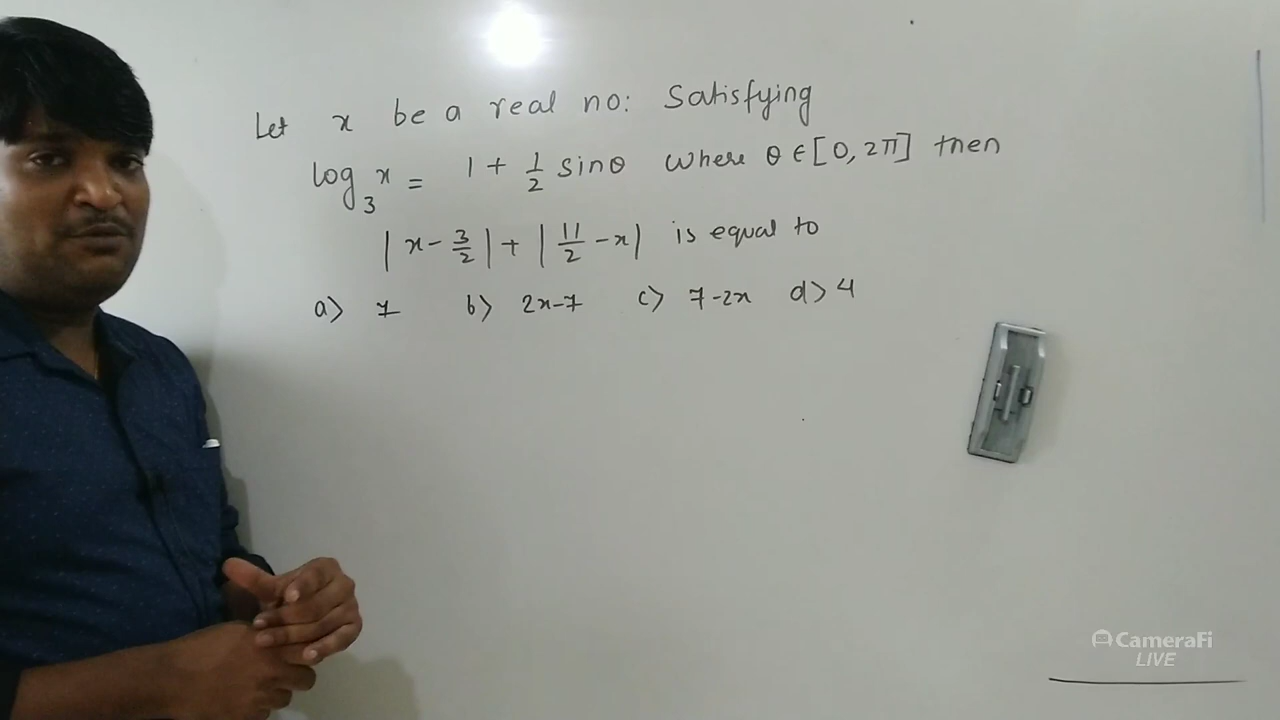 Let x be a real no: Satisfying
log₃ x = 1 + 1/2 sinθ where θ ∈ [0, 2π] then
|x - 3/2| + |11/2 - x| is equal to
a> 7 b> 2x-7 c> 7-2x d> 4
CameraFi
LIVE